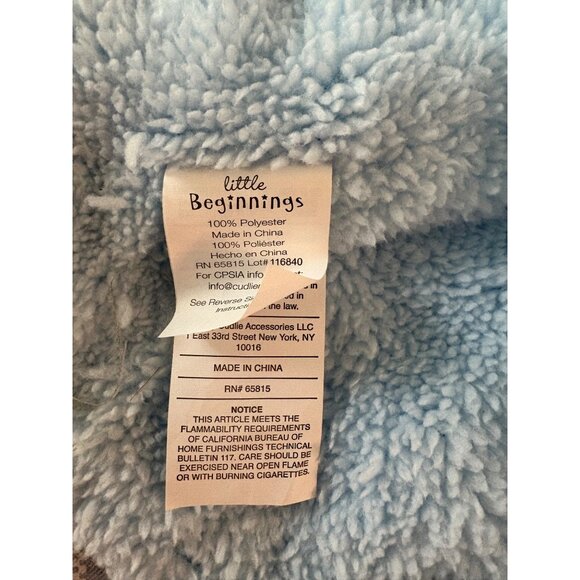 little
Beginnings
100% Polyester
Made in China
100% Poliéster
Hecho en China
RN 65815 Lot# 116840
For CPSIA info
info@cudlie in
See Reverse in
the law.
Accessories LLC
1 East 33rd Street New York, NY
10016
MADE IN CHINA
RN# 65815
NOTICE
THIS ARTICLE MEETS THE
FLAMMABILITY REQUIREMENTS
OF CALIFORNIA BUREAU OF
HOME FURNISHINGS TECHNICAL
BULLETIN 117. CARE SHOULD BE
EXERCISED NEAR OPEN FLAME
OR WITH BURNING CIGARETTES.